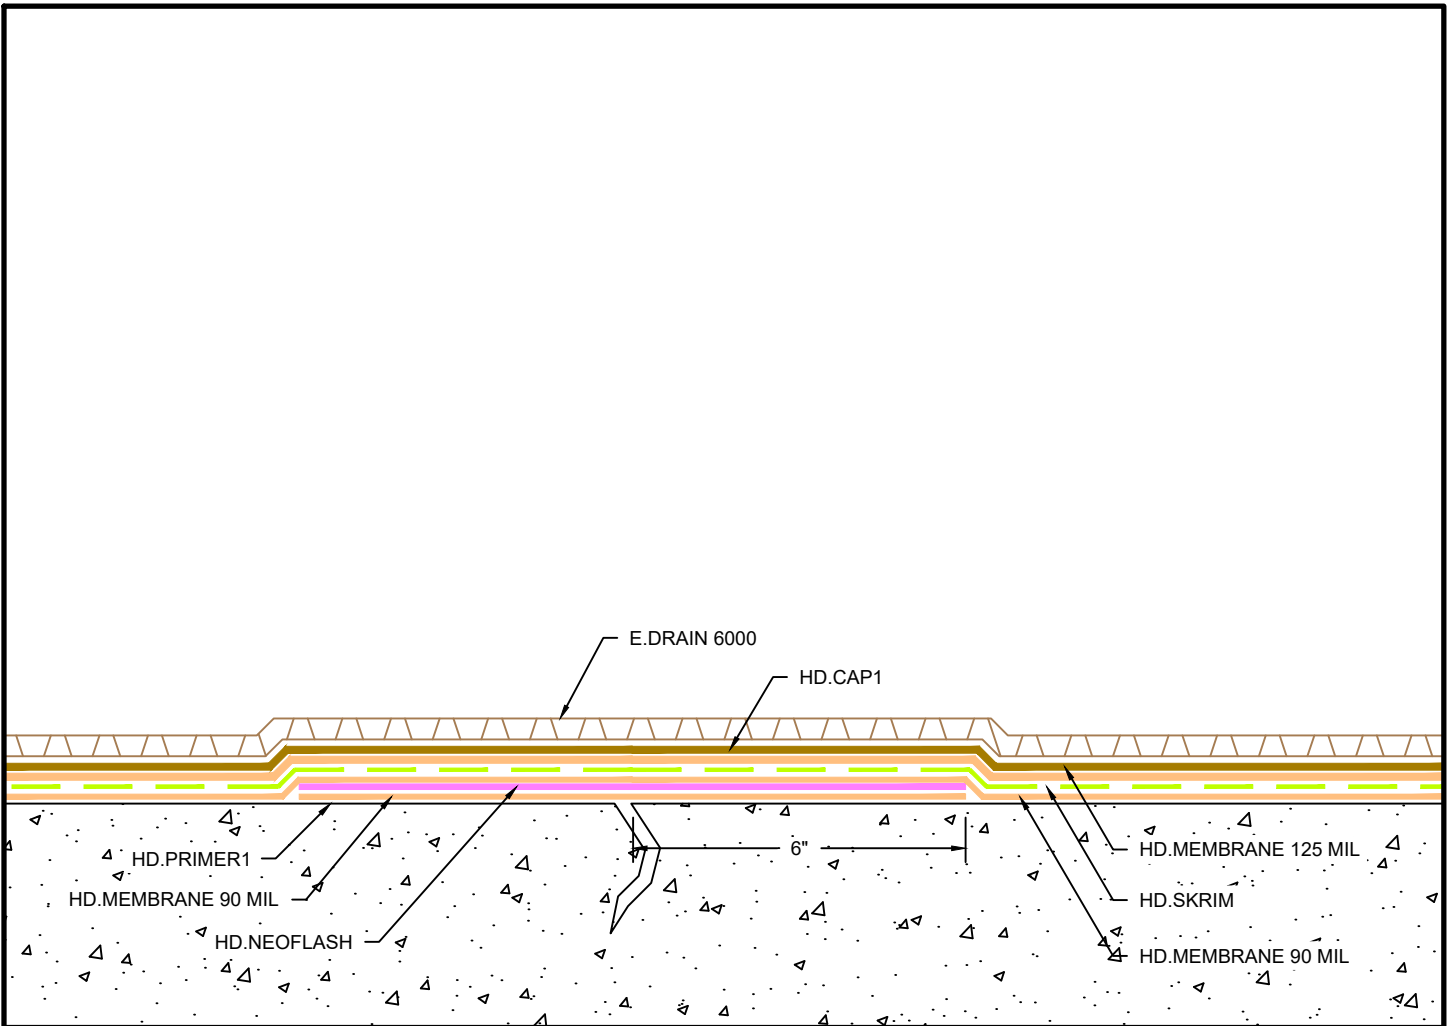 E.DRAIN 6000
HD.CAP1
6"
HD.PRIMER1
HD.MEMBRANE 125 MIL
HD.MEMBRANE 90 MIL
HD.SKRIM
HD.NEOFLASH
HD.MEMBRANE 90 MIL